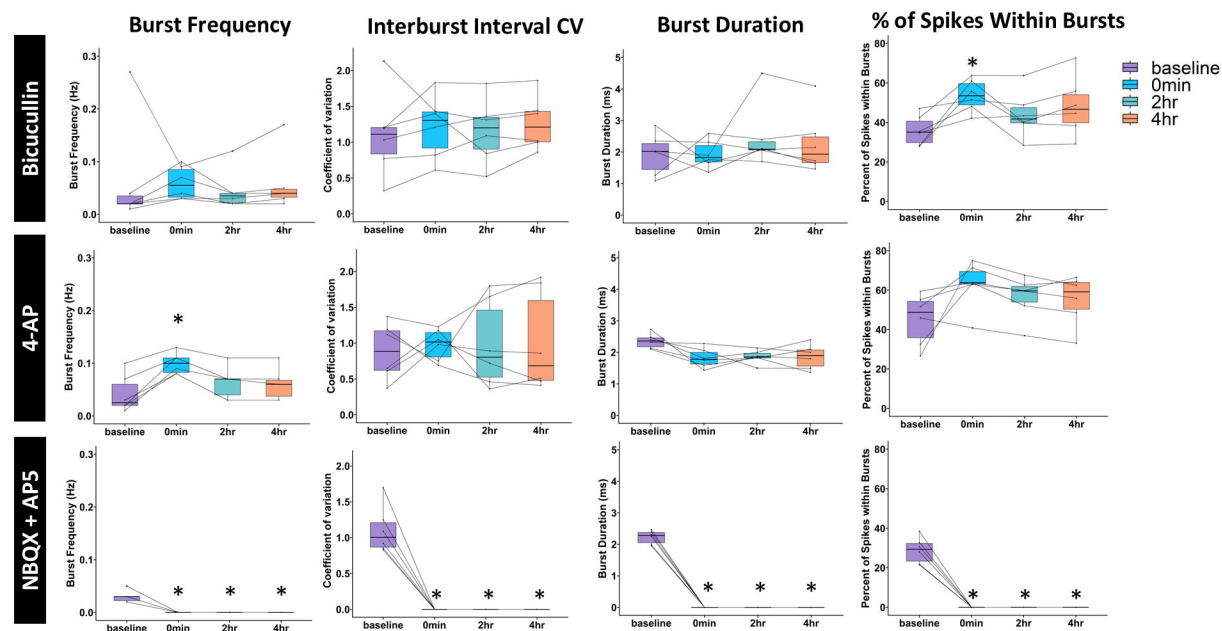 Burst Frequency
Interburst Interval CV
Burst Duration
% of Spikes Within Bursts
baseline
0min
2hr
4hr
Bicucullin
Burst Frequency (Hz)
0.3
0.2
0.1
0.0
baseline 0min 2hr 4hr
Coefficient of variation
2.0
1.5
1.0
0.5
0.0
baseline 0min 2hr 4hr
Burst Duration (ms)
5
4
3
2
1
0
baseline 0min 2hr 4hr
Percent of Spikes within Bursts
80
60
40
20
0
*
baseline 0min 2hr 4hr
4-AP
Burst Frequency (Hz)
0.3
0.2
0.1
0.0
*
baseline 0min 2hr 4hr
Coefficient of variation
2.0
1.5
1.0
0.5
0.0
baseline 0min 2hr 4hr
Burst Duration (ms)
5
4
3
2
1
0
baseline 0min 2hr 4hr
Percent of Spikes within Bursts
80
60
40
20
0
baseline 0min 2hr 4hr
NBQX + AP5
Burst Frequency (Hz)
0.3
0.2
0.1
0.0
* * *
baseline 0min 2hr 4hr
Coefficient of variation
2.0
1.5
1.0
0.5
0.0
* * *
baseline 0min 2hr 4hr
Burst Duration (ms)
5
4
3
2
1
0
* * *
baseline 0min 2hr 4hr
Percent of Spikes within Bursts
80
60
40
20
0
* * *
baseline 0min 2hr 4hr